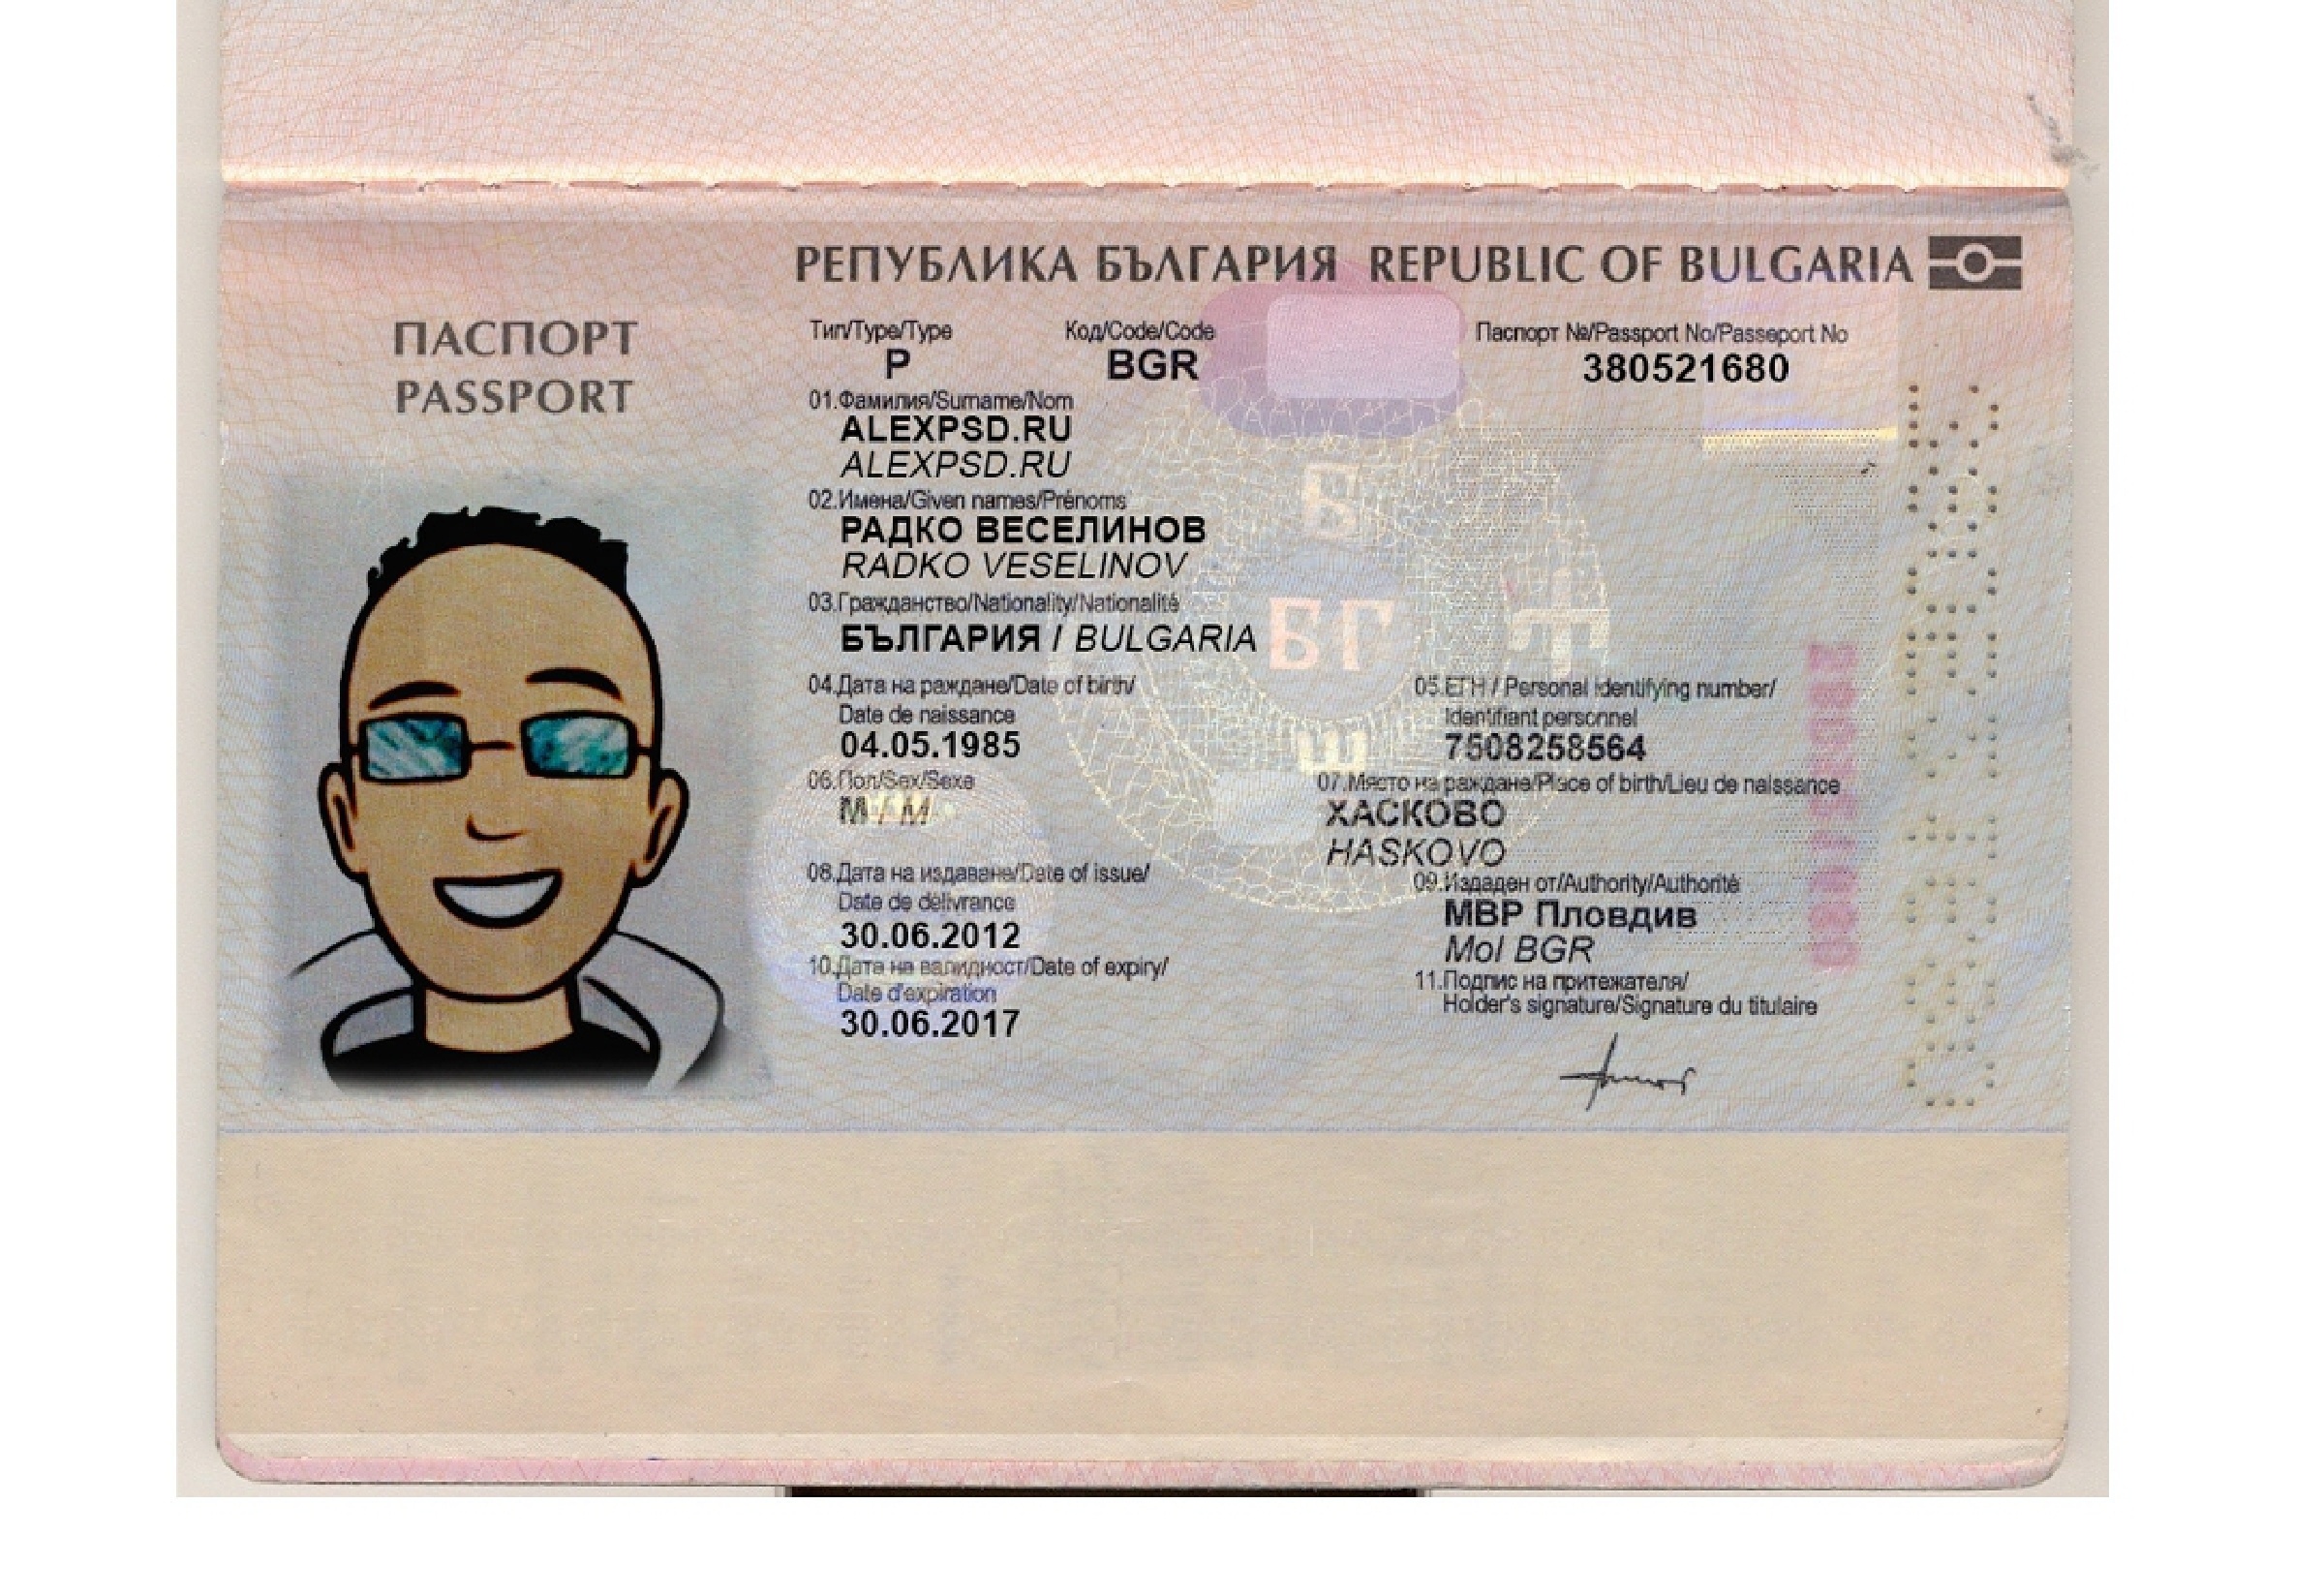 РЕПУБЛИКА БЪЛГАРИЯ REPUBLIC OF BULGARIA
ПАСПОРТ
PASSPORT
Тип/Type/Type Код/Code/Code Паспорт №/Passport No/Passeport No
P BGR 380521680
01.Фамилия/Surname/Nom
ALEXPSD.RU
ALEXPSD.RU
02.Имена/Given names/Prénoms
РАДКО ВЕСЕЛИНОВ
RADKO VESELINOV
03.Гражданство/Nationality/Nationalité
БЪЛГАРИЯ / BULGARIA
04.Дата на раждане/Date of birth/
Date de naissance
04.05.1985
05.ЕГН / Personal identifying number/
Identifiant personnel
7508258564
06.Пол/Sex/Sexe
М / M
07.Място на раждане/Place of birth/Lieu de naissance
ХАСКОВО
HASKOVO
08.Дата на издаване/Date of issue/
Date de délivrance
30.06.2012
09.Издаден от/Authority/Authorité
МВР Пловдив
MoI BGR
10.Дата на валидност/Date of expiry/
Date d'expiration
30.06.2017
11.Подпис на притежателя/
Holder's signature/Signature du titulaire
Б
БГ